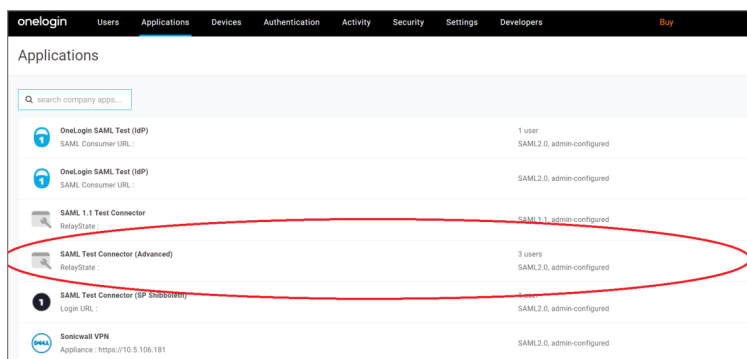 onelogin Users Applications Devices Authentication Activity Security Settings Developers Buy
Applications
search company apps...
OneLogin SAML Test (IdP) 1 user
SAML Consumer URL : SAML2.0, admin-configured
OneLogin SAML Test (IdP)
SAML Consumer URL : SAML2.0, admin-configured
SAML 1.1 Test Connector
RelayState : SAML1.1, admin-configured
SAML Test Connector (Advanced) 3 users
RelayState : SAML2.0, admin-configured
1 SAML Test Connector (SP Shibboleth) 1 user
Login URL : SAML2.0, admin-configured
DELL Sonicwall VPN
Appliance : https://10.5.106.181 SAML2.0, admin-configured